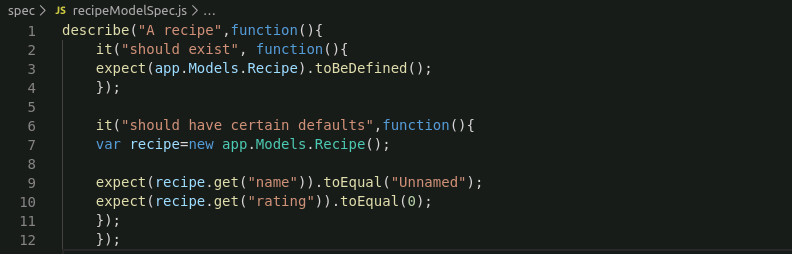 spec > JS recipeModelSpec.js > ...
1 describe("A recipe",function(){
2     it("should exist", function(){
3     expect(app.Models.Recipe).toBeDefined();
4     });
5
6     it("should have certain defaults",function(){
7     var recipe=new app.Models.Recipe();
8
9     expect(recipe.get("name")).toEqual("Unnamed");
10     expect(recipe.get("rating")).toEqual(0);
11     });
12     });